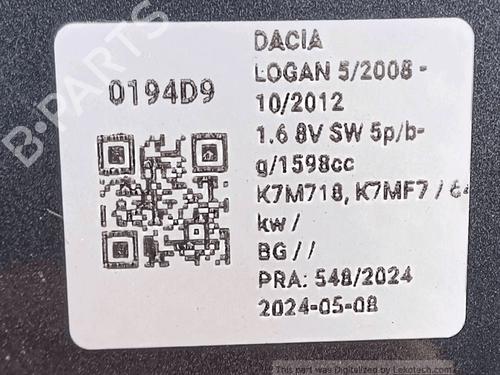 B-PARTS
0194D9
DACIA
LOGAN 5/2008 -
10/2012
1.6 8V SW 5p/b-
g/1598cc
K7M718, K7MF7 / 64
kw /
BG / /
PRA: 548/2024
2024-05-08
This part was Digitalized by Lekotech.com